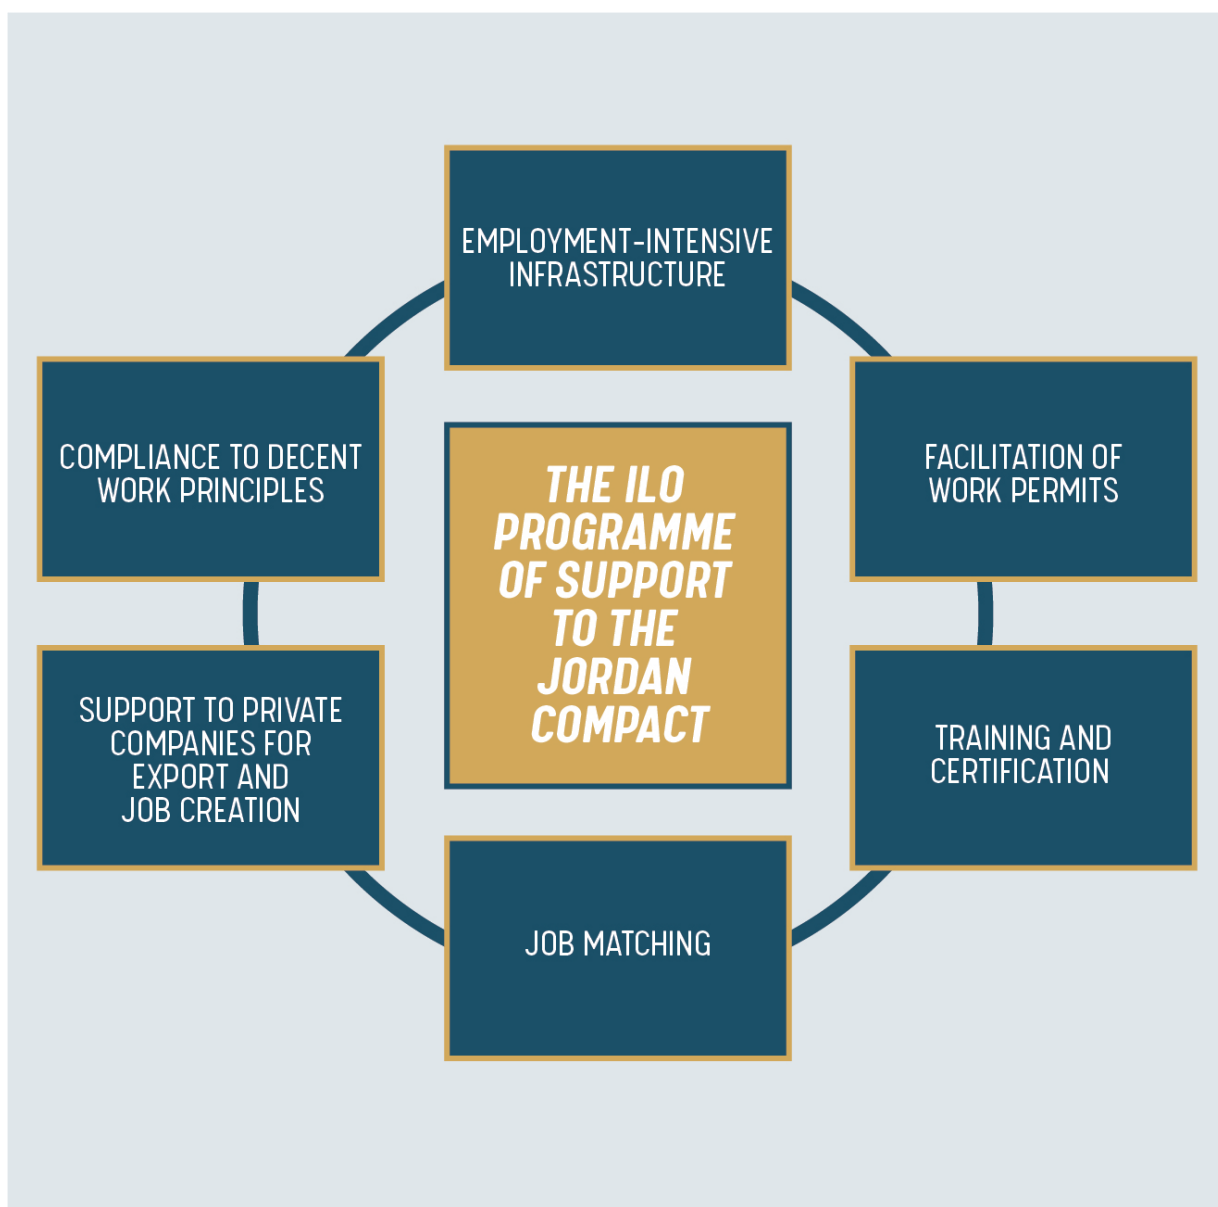 EMPLOYMENT-INTENSIVE
INFRASTRUCTURE
COMPLIANCE TO DECENT
WORK PRINCIPLES
FACILITATION OF
WORK PERMITS
THE ILO
PROGRAMME
OF SUPPORT
TO THE
JORDAN
COMPACT
SUPPORT TO PRIVATE
COMPANIES FOR
EXPORT AND
JOB CREATION
TRAINING AND
CERTIFICATION
JOB MATCHING